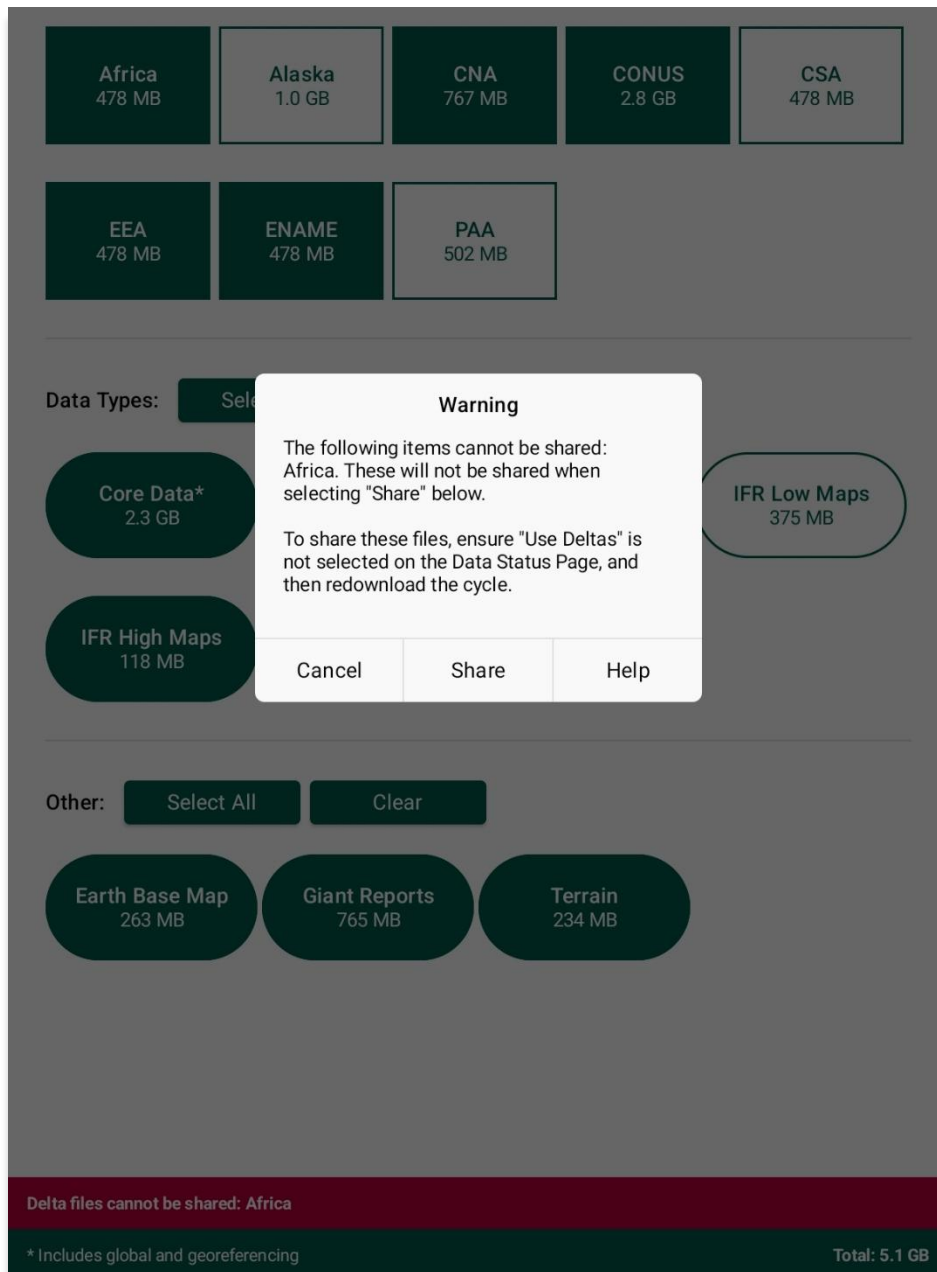 Africa
478 MB
Alaska
1.0 GB
CNA
767 MB
CONUS
2.8 GB
CSA
478 MB
EEA
478 MB
ENAME
478 MB
PAA
502 MB
Data Types:
Sele
Warning
The following items cannot be shared:
Africa. These will not be shared when
selecting "Share" below.
To share these files, ensure "Use Deltas" is
not selected on the Data Status Page, and
then redownload the cycle.
Cancel
Share
Help
Core Data*
2.3 GB
IFR Low Maps
375 MB
IFR High Maps
118 MB
Other:
Select All
Clear
Earth Base Map
263 MB
Giant Reports
765 MB
Terrain
234 MB
Delta files cannot be shared: Africa
* Includes global and georeferencing
Total: 5.1 GB